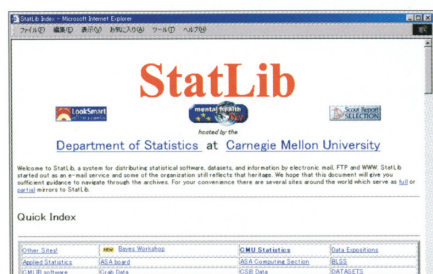 StatLib Index - Microsoft Internet Explorer
ファイル(F) 編集(E) 表示(V) お気に入り(A) ツール(T) ヘルプ(H)
StatLib
LookSmart
mental health
Scout Report SELECTION
hosted by the
Department of Statistics at Carnegie Mellon University
Welcome to StatLib, a system for distributing statistical software, datasets, and information by electronic mail, FTP and WWW. StatLib
started out as an e-mail service and some of the organization still reflects that heritage. We hope that this document will give you
sufficient guidance to navigate through the archives. For your convenience there are several sites around the world which serve as full or
partial mirrors to StatLib.
Quick Index
Other Sites! NEW Bayes Workshop CMU Statistics Data Expositions
Applied Statistics ASA board ASA Computing Section BLSS
CMLIB software Crab Data CSIB Data DATASETS